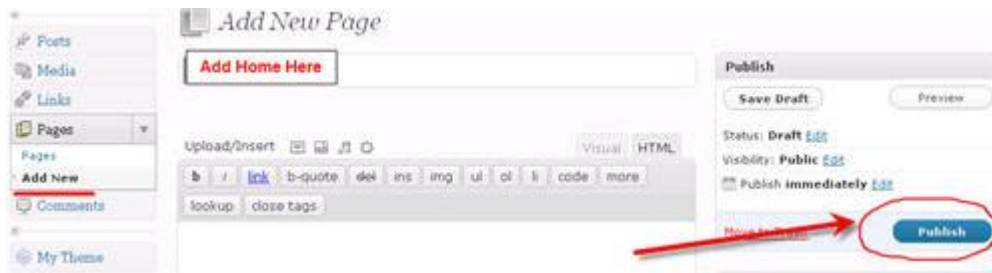 Add New Page
Posts
Media
Links
Pages
Pages
Add New
Comments
My Theme
Add Home Here
Upload/Insert
Visual HTML
b i link b-quote del ins img ul ol li code more
lookup close tags
Publish
Save Draft Preview
Status: Draft Edit
Visibility: Public Edit
Publish immediately Edit
Move to Trash Publish